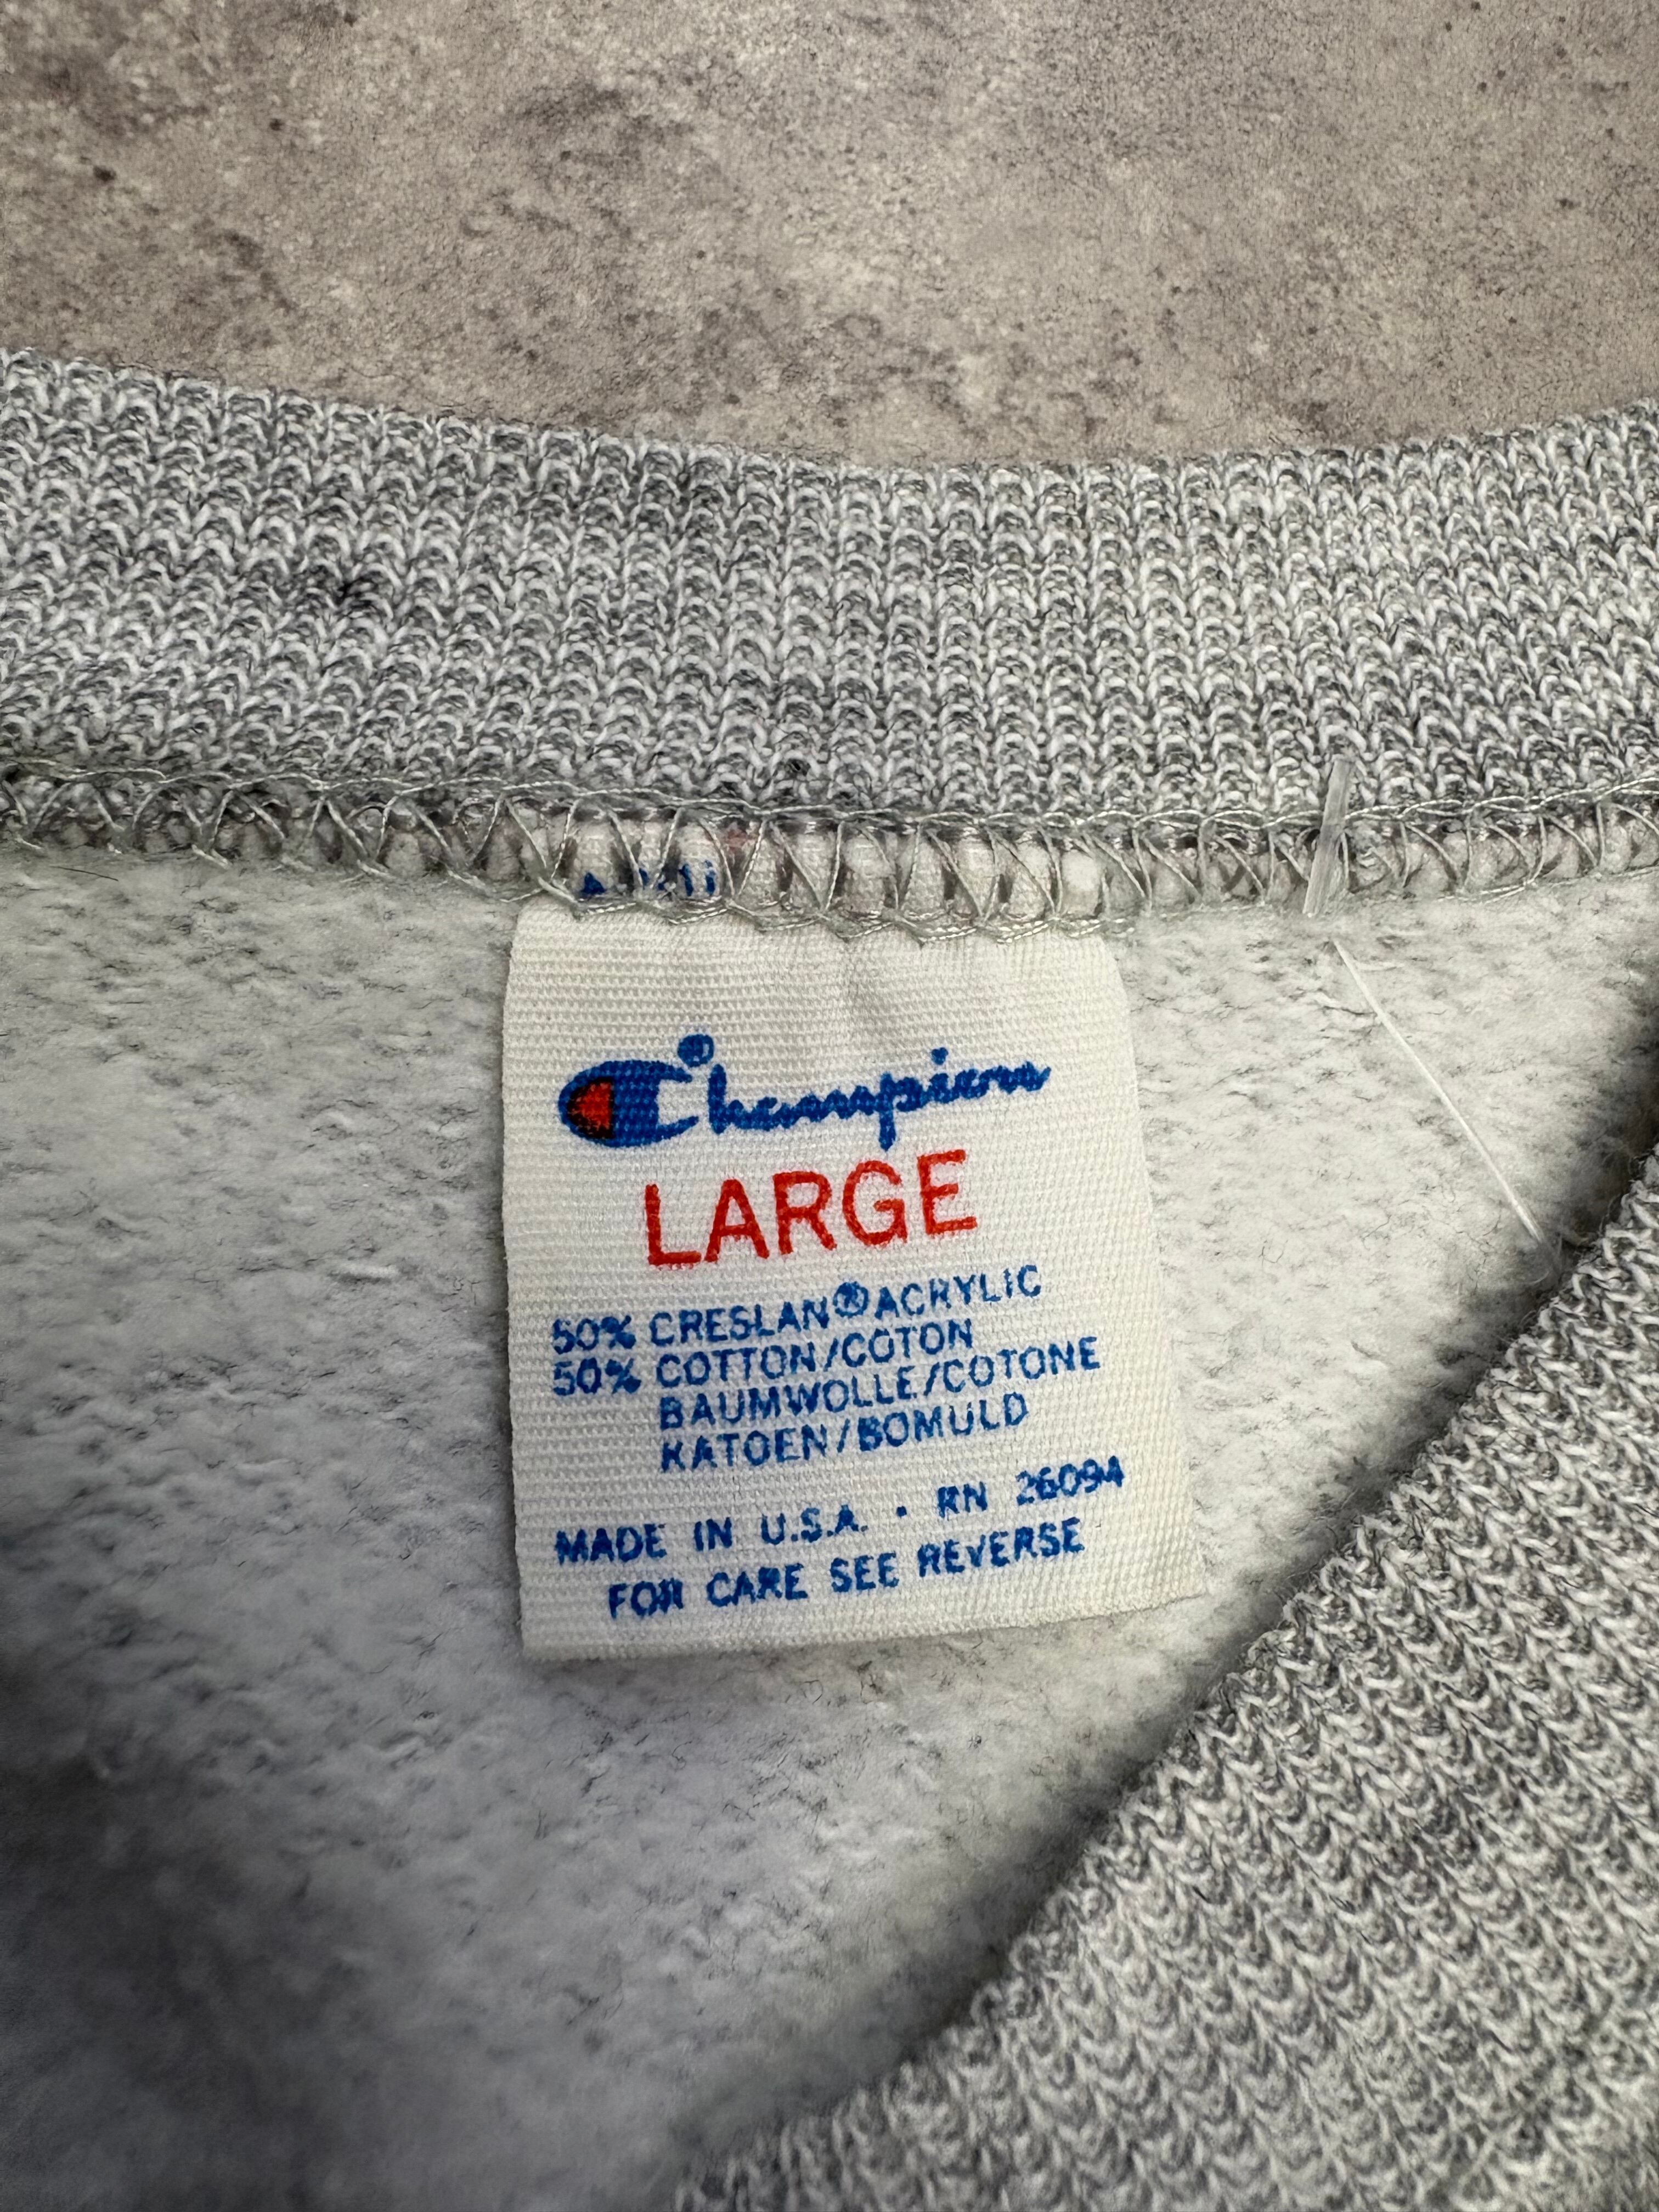 Champion®
LARGE
50% CRESLAN® ACRYLIC
50% COTTON/COTON
BAUMWOLLE/COTONE
KATOEN/BOMULD
MADE IN U.S.A. · RN 26094
FOR CARE SEE REVERSE